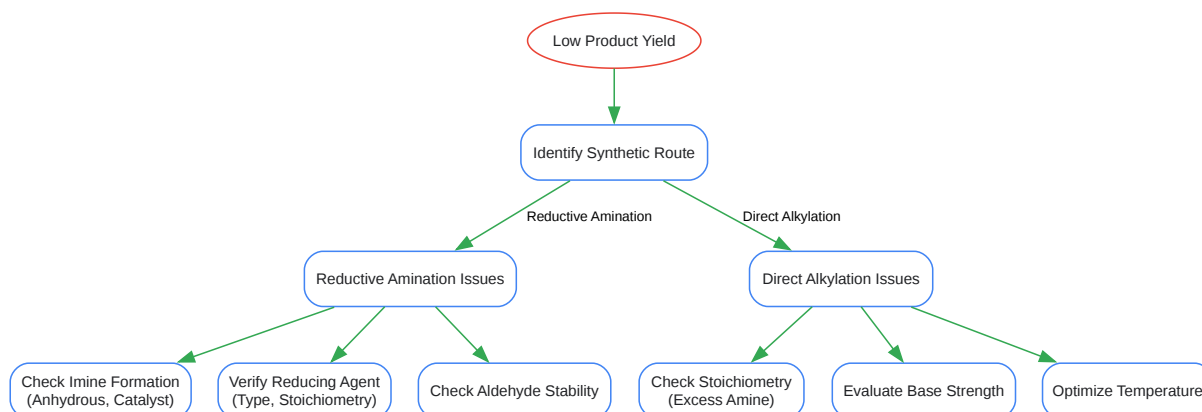 Low Product Yield
Identify Synthetic Route
Reductive Amination
Direct Alkylation
Reductive Amination Issues
Direct Alkylation Issues
Check Imine Formation
(Anhydrous, Catalyst)
Verify Reducing Agent
(Type, Stoichiometry)
Check Aldehyde Stability
Check Stoichiometry
(Excess Amine)
Evaluate Base Strength
Optimize Temperature